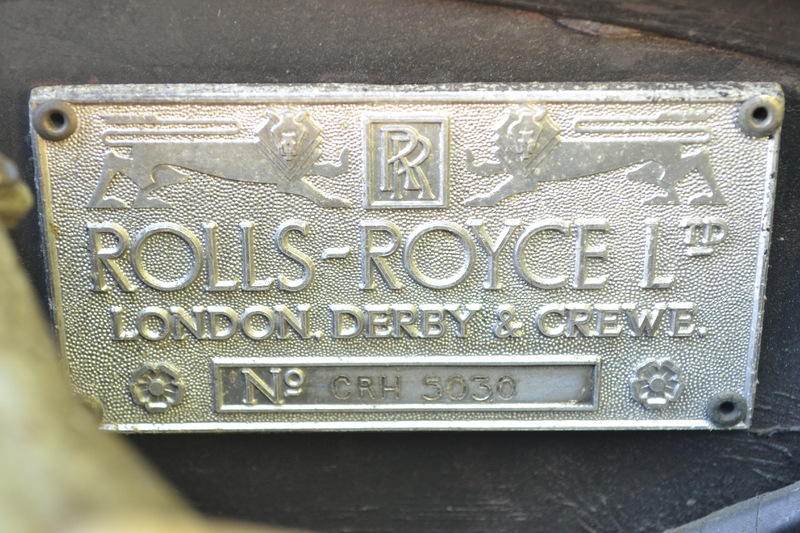 RR
ROLLS-ROYCE LTD
LONDON, DERBY & CREWE.
Nº CRH 5030